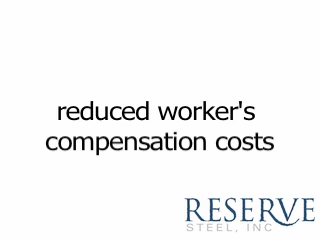 reduced worker's
compensation costs
RESERVE
STEEL, INC